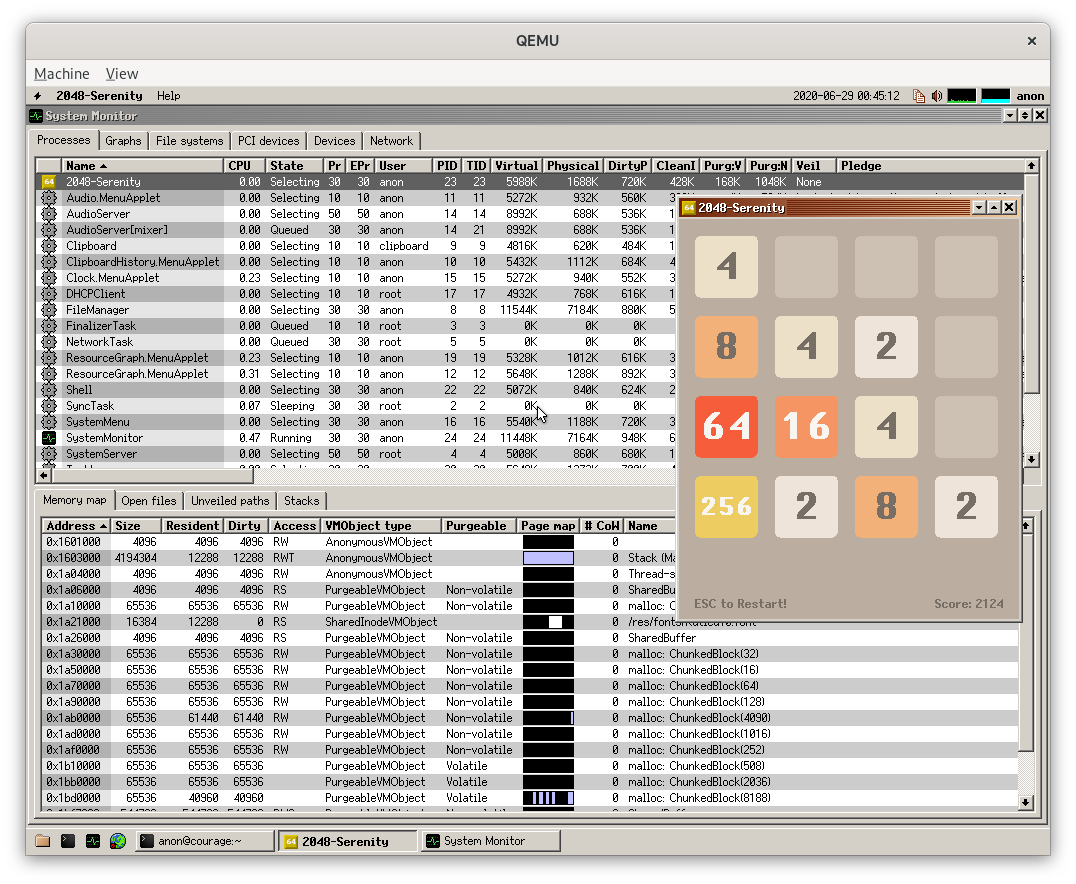 QEMU
Machine View
2048-Serenity Help 2020-06-29 00:45:12 anon
System Monitor
Processes Graphs File systems PCI devices Devices Network
Name CPU State Pr EPr User PID TID Virtual Physical DirtyP CleanI Purg:V Purg:N Veil Pledge
64 2048-Serenity 0.00 Selecting 30 30 anon 23 23 5988K 1688K 720K 428K 168K 1048K None
Audio.MenuApplet 0.00 Selecting 10 10 anon 11 11 5272K 932K 560K
AudioServer 0.00 Selecting 50 50 anon 14 14 8992K 688K 536K
AudioServer[mixer] 0.00 Queued 30 30 anon 14 21 8992K 688K 536K
Clipboard 0.00 Selecting 10 10 clipboard 9 9 4816K 620K 484K
ClipboardHistory.MenuApplet 0.00 Selecting 10 10 anon 10 10 5432K 1112K 684K
Clock.MenuApplet 0.23 Selecting 10 10 anon 15 15 5272K 940K 552K
DHCPClient 0.00 Selecting 10 10 root 17 17 4932K 768K 616K
FileManager 0.00 Selecting 30 30 anon 8 8 11544K 7184K 880K
FinalizerTask 0.00 Queued 10 10 root 3 3 0K 0K 0K
NetworkTask 0.00 Queued 30 30 root 5 5 0K 0K 0K
ResourceGraph.MenuApplet 0.23 Selecting 10 10 anon 19 19 5328K 1012K 616K
ResourceGraph.MenuApplet 0.31 Selecting 10 10 anon 12 12 5648K 1288K 892K
Shell 0.00 Selecting 30 30 anon 22 22 5072K 840K 624K
SyncTask 0.07 Sleeping 30 30 root 2 2 0K 0K 0K
SystemMenu 0.00 Selecting 30 30 anon 16 16 5540K 1188K 720K
SystemMonitor 0.47 Running 30 30 anon 24 24 11448K 7164K 948K
SystemServer 0.00 Selecting 50 50 root 4 4 5008K 860K 680K
64 2048-Serenity
4
8 4 2
64 16 4
256 2 8 2
ESC to Restart! Score: 2124
Memory map Open files Unveiled paths Stacks
Address Size Resident Dirty Access VMObject type Purgeable Page map # CoW Name
0x1601000 4096 4096 4096 RW AnonymousVMObject 0
0x1603000 4194304 12288 12288 RWT AnonymousVMObject 0 Stack
0x1a04000 4096 4096 4096 RW AnonymousVMObject 0
0x1a06000 4096 4096 4096 RS PurgeableVMObject Non-volatile 0
0x1a10000 65536 65536 65536 RW PurgeableVMObject Non-volatile 0 malloc:
0x1a21000 16384 12288 0 RS SharedInodeVMObject 0
0x1a26000 4096 4096 4096 RS PurgeableVMObject Non-volatile 0 SharedBuffer
0x1a30000 65536 65536 65536 RW PurgeableVMObject Non-volatile 0 malloc: ChunkedBlock(32)
0x1a50000 65536 65536 65536 RW PurgeableVMObject Non-volatile 0 malloc: ChunkedBlock(16)
0x1a70000 65536 65536 65536 RW PurgeableVMObject Non-volatile 0 malloc: ChunkedBlock(64)
0x1a90000 65536 65536 65536 RW PurgeableVMObject Non-volatile 0 malloc: ChunkedBlock(128)
0x1ab0000 65536 61440 61440 RW PurgeableVMObject Non-volatile 0 malloc: ChunkedBlock(4090)
0x1ad0000 65536 65536 65536 RW PurgeableVMObject Non-volatile 0 malloc: ChunkedBlock(1016)
0x1af0000 65536 65536 65536 RW PurgeableVMObject Non-volatile 0 malloc: ChunkedBlock(252)
0x1b10000 65536 65536 65536 PurgeableVMObject Volatile 0 malloc: ChunkedBlock(508)
0x1bb0000 65536 65536 65536 PurgeableVMObject Volatile 0 malloc: ChunkedBlock(2036)
0x1bd0000 65536 40960 40960 PurgeableVMObject Volatile 0 malloc: ChunkedBlock(8188)
anon@courage:~ 64 2048-Serenity System Monitor